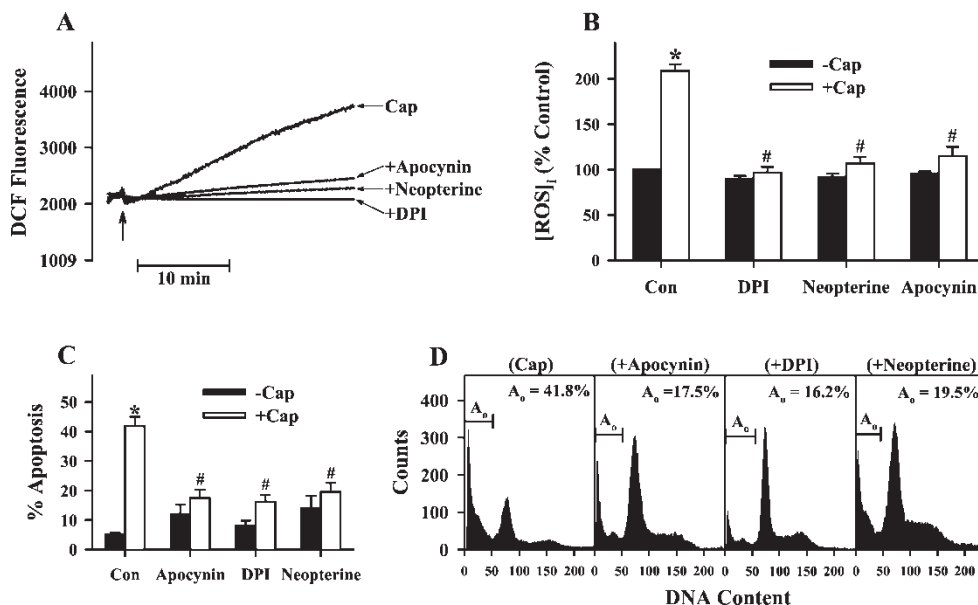 A
DCF Fluorescence
4000
3000
2000
1009
Cap
+Apocynin
+Neopterine
+DPI
10 min
B
[ROS]I (% Control)
200
150
100
50
0
*
#
#
#
-Cap
+Cap
Con DPI Neopterine Apocynin
C
% Apoptosis
50
40
30
20
10
0
*
#
#
#
-Cap
+Cap
Con Apocynin DPI Neopterine
D
(Cap) (+Apocynin) (+DPI) (+Neopterine)
Ao = 41.8% Ao =17.5% Ao = 16.2% Ao = 19.5%
Ao Ao Ao Ao
Counts
400
300
200
100
0
0 50 100 150 200 0 50 100 150 200 0 50 100 150 200 0 50 100 150 200
DNA Content